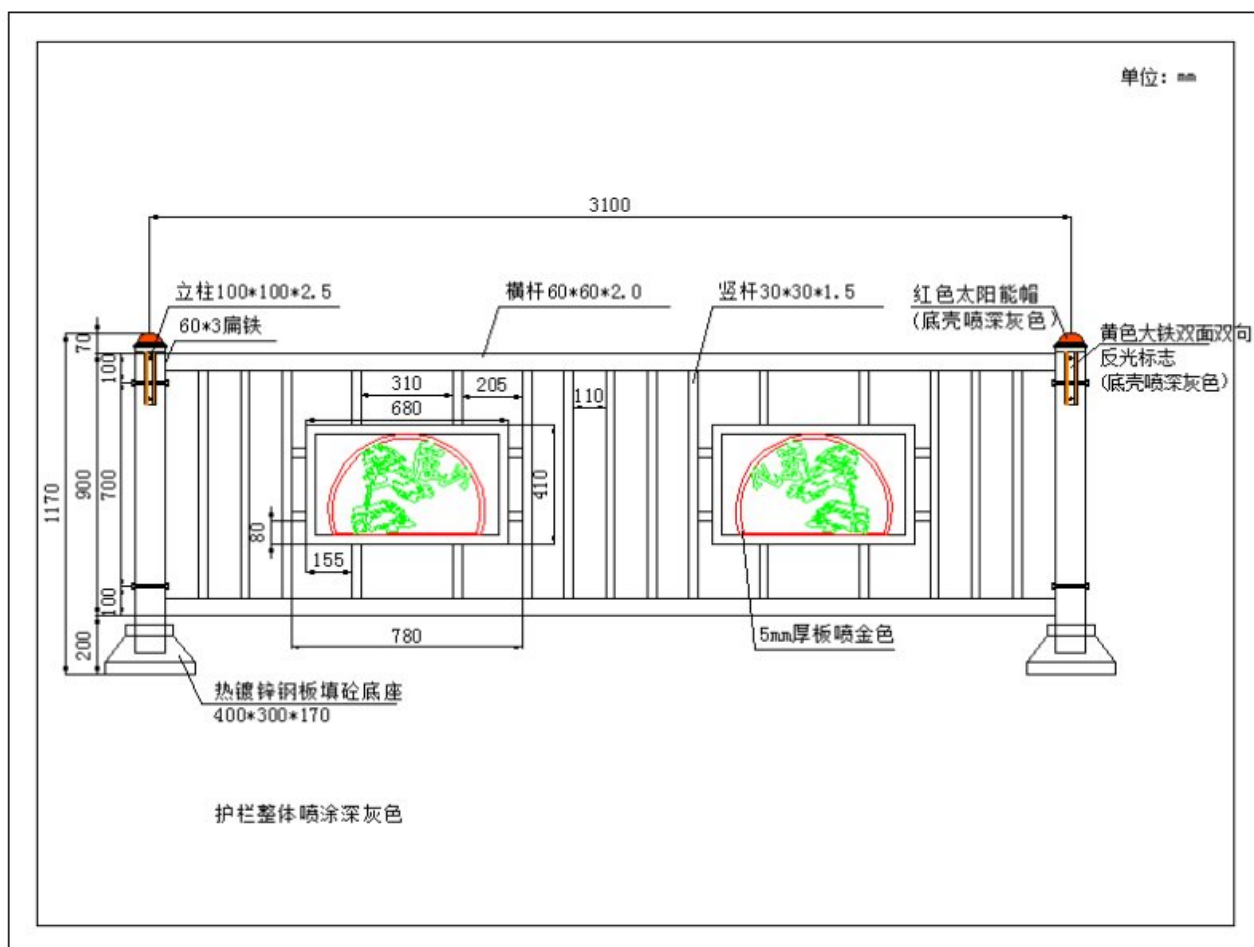 单位：mm
3100
立柱100*100*2.5
横杆60*60*2.0
竖杆30*30*1.5
红色太阳能帽
(底壳喷深灰色)
60*3扁铁
黄色大铁双面双向
反光标志
(底壳喷深灰色)
70
100
310
205
110
680
1170
900
700
410
80
155
100
200
780
5mm厚板喷金色
热镀锌钢板填砼底座
400*300*170
护栏整体喷涂深灰色